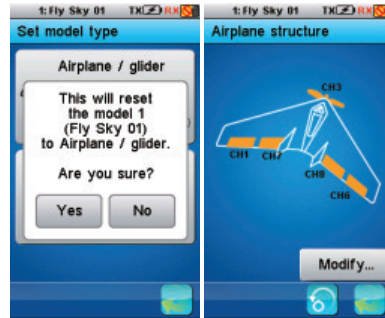 1: Fly Sky 01 TX RX
Set model type
Airplane / glider
This will reset
the model 1
(Fly Sky 01)
to Airplane / glider.
Are you sure?
Yes No
1: Fly Sky 01 TX RX
Airplane structure
CH3
CH1 CH7
CH8
CH6
Modify...